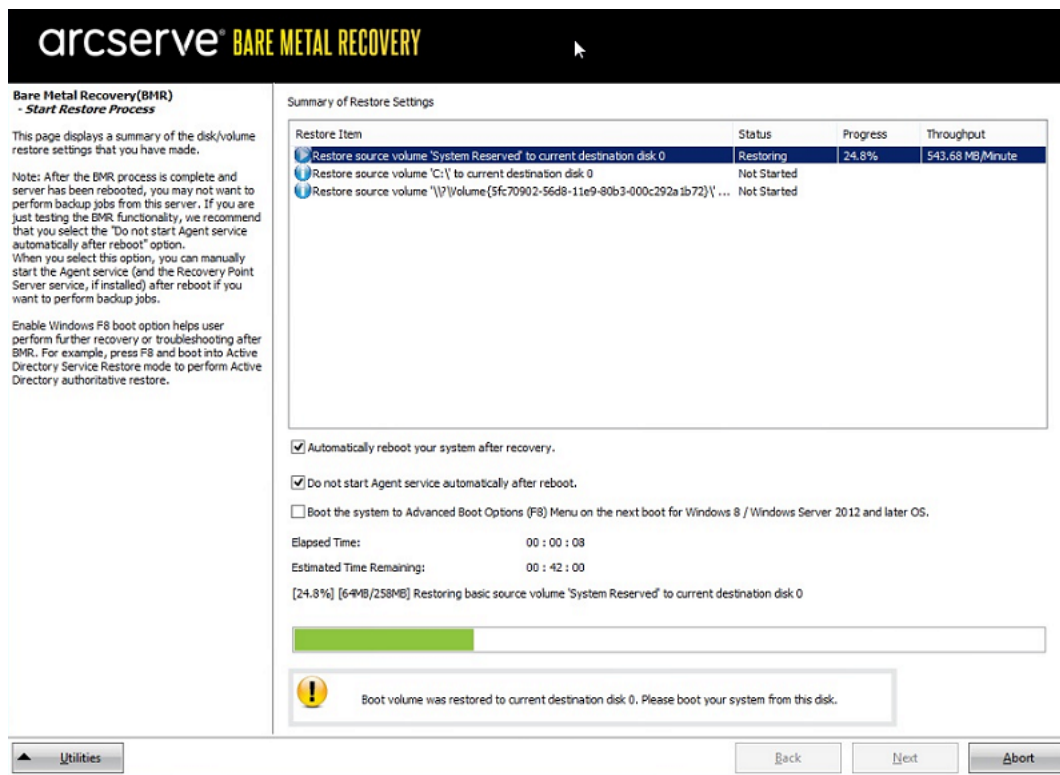 arcserve® BARE METAL RECOVERY
Bare Metal Recovery(BMR)
- Start Restore Process
This page displays a summary of the disk/volume
restore settings that you have made.
Note: After the BMR process is complete and
server has been rebooted, you may not want to
perform backup jobs from this server. If you are
just testing the BMR functionality, we recommend
that you select the "Do not start Agent service
automatically after reboot" option.
When you select this option, you can manually
start the Agent service (and the Recovery Point
Server service, if installed) after reboot if you
want to perform backup jobs.
Enable Windows F8 boot option helps user
perform further recovery or troubleshooting after
BMR. For example, press F8 and boot into Active
Directory Service Restore mode to perform Active
Directory authoritative restore.
Summary of Restore Settings
Restore Item Status Progress Throughput
Restore source volume 'System Reserved' to current destination disk 0 Restoring 24.8% 543.68 MB/Minute
Restore source volume 'C:\' to current destination disk 0 Not Started
Restore source volume '\\?\Volume{5fc70902-56d8-11e9-80b3-000c292a1b72}\' ... Not Started
Automatically reboot your system after recovery.
Do not start Agent service automatically after reboot.
Boot the system to Advanced Boot Options (F8) Menu on the next boot for Windows 8 / Windows Server 2012 and later OS.
Elapsed Time: 00 : 00 : 08
Estimated Time Remaining: 00 : 42 : 00
[24.8%] [64MB/258MB] Restoring basic source volume 'System Reserved' to current destination disk 0
Boot volume was restored to current destination disk 0. Please boot your system from this disk.
Utilities Back Next Abort